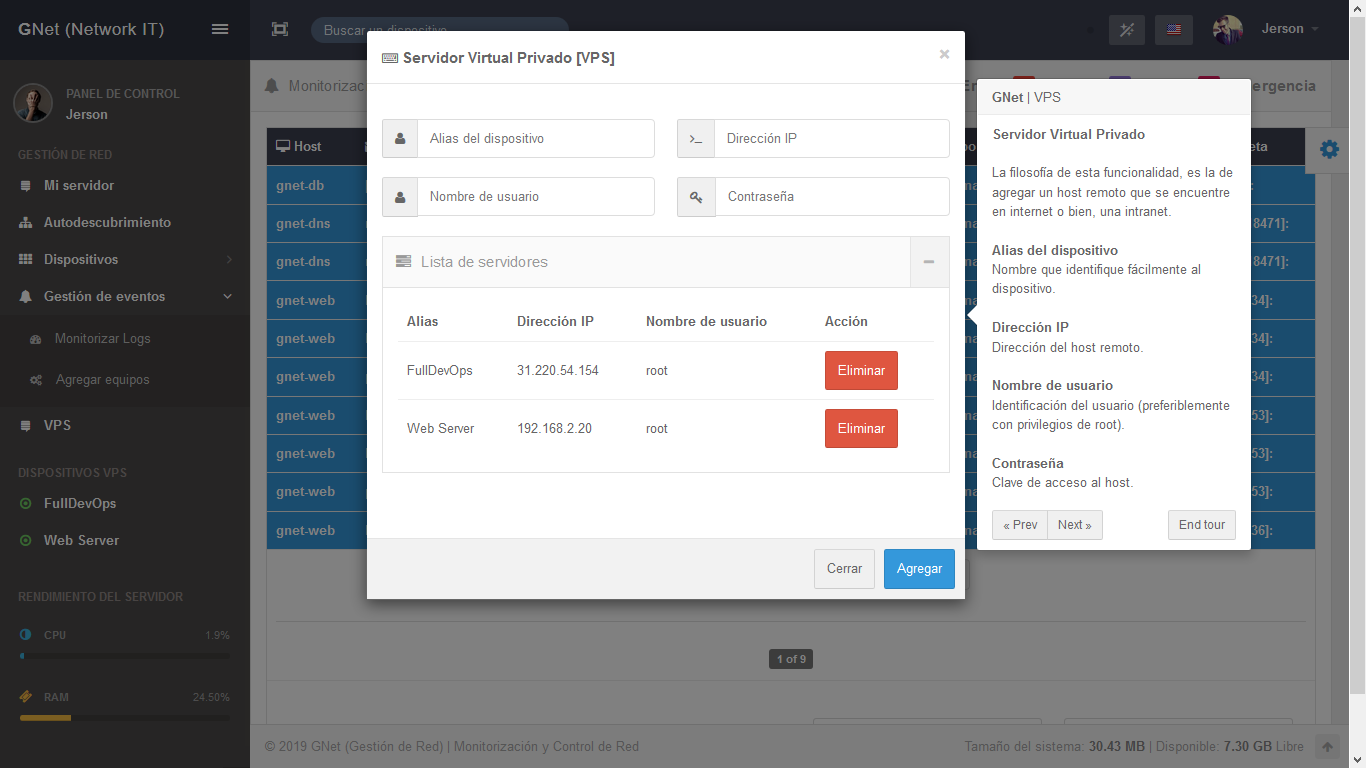 GNet (Network IT)
Buscar un dispositivo
Jerson
PANEL DE CONTROL
Jerson
GESTIÓN DE RED
Mi servidor
Autodescubrimiento
Dispositivos
Gestión de eventos
Monitorizar Logs
Agregar equipos
VPS
DISPOSITIVOS VPS
FullDevOps
Web Server
RENDIMIENTO DEL SERVIDOR
CPU 1.9%
RAM 24.50%
Monitorizac
ergencia
Host
eta
gnet-db
gnet-dns 8471]:
gnet-dns 8471]:
gnet-web 34]:
gnet-web 34]:
gnet-web 34]:
gnet-web 53]:
gnet-web 53]:
gnet-web 53]:
gnet-web 36]:
Servidor Virtual Privado [VPS] ×
Alias del dispositivo
Dirección IP
Nombre de usuario
Contraseña
Lista de servidores
Alias Dirección IP Nombre de usuario Acción
FullDevOps 31.220.54.154 root Eliminar
Web Server 192.168.2.20 root Eliminar
Cerrar Agregar
GNet | VPS
Servidor Virtual Privado
La filosofía de esta funcionalidad, es la de
agregar un host remoto que se encuentre
en internet o bien, una intranet.
Alias del dispositivo
Nombre que identifique fácilmente al
dispositivo.
Dirección IP
Dirección del host remoto.
Nombre de usuario
Identificación del usuario (preferiblemente
con privilegios de root).
Contraseña
Clave de acceso al host.
« Prev Next » End tour
1 of 9
© 2019 GNet (Gestión de Red) | Monitorización y Control de Red
Tamaño del sistema: 30.43 MB | Disponible: 7.30 GB Libre